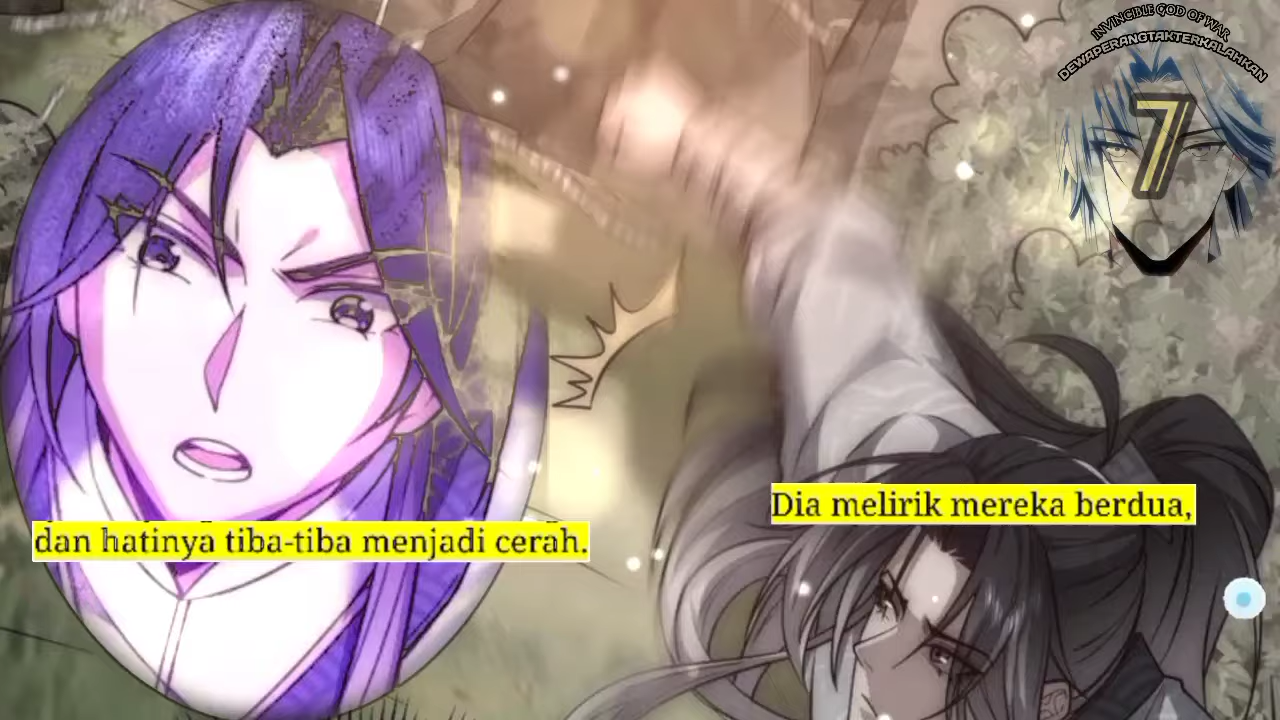 INVINCIBLE GOD OF WAR
DEWAPERANGTAKTERKALAHKAN
7
Dia melirik mereka berdua,
dan hatinya tiba-tiba menjadi cerah.